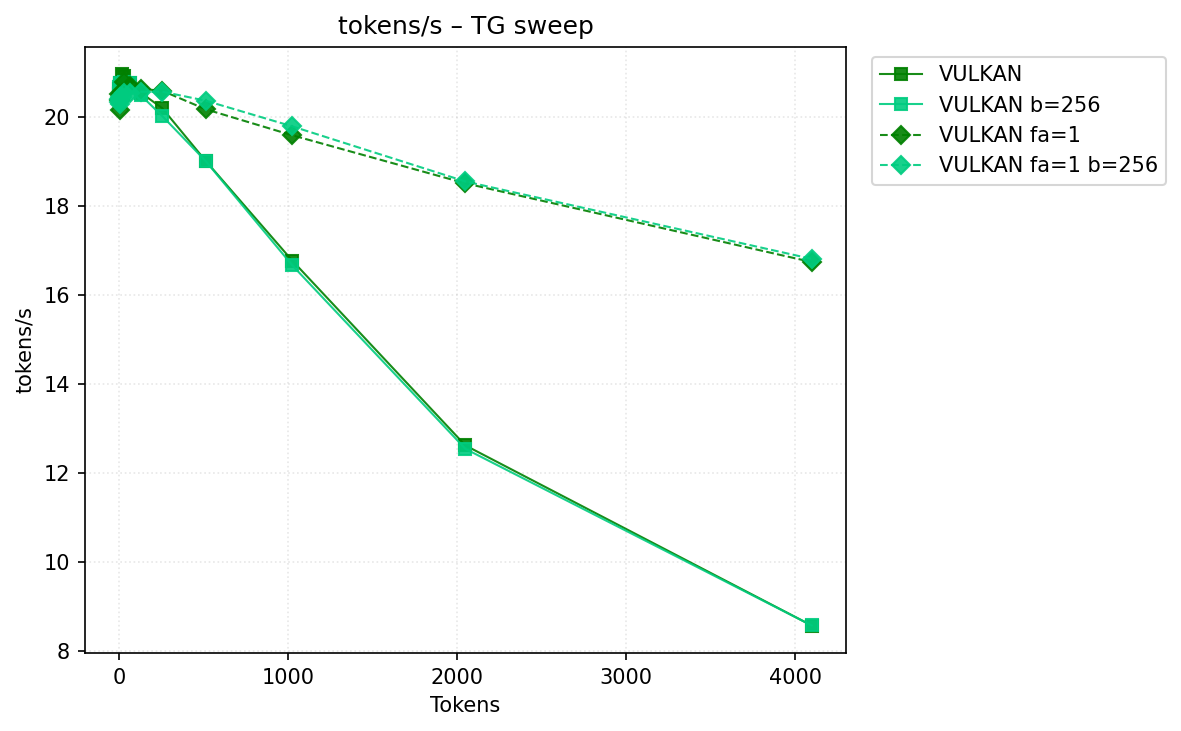 tokens/s – TG sweep
VULKAN
VULKAN b=256
VULKAN fa=1
VULKAN fa=1 b=256
tokens/s
20
18
16
14
12
10
8
0
1000
2000
3000
4000
Tokens